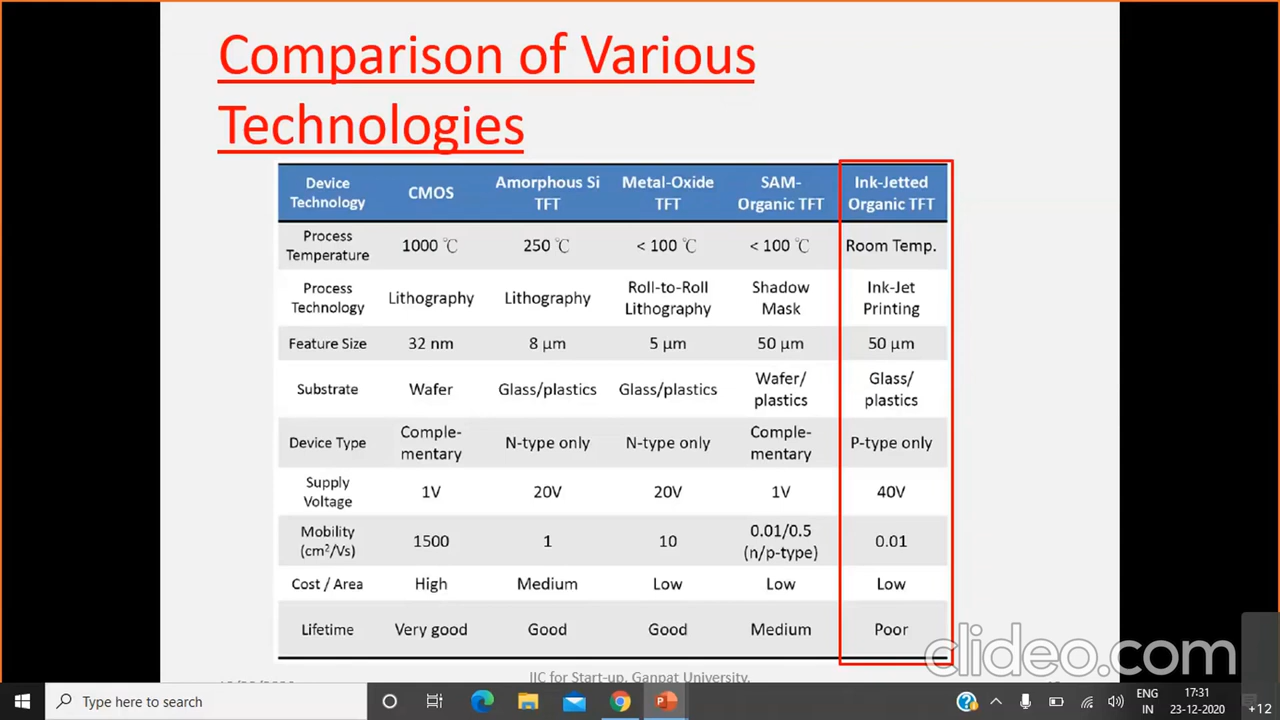 Comparison of Various
Technologies
Device
Technology
CMOS
Amorphous Si
TFT
Metal-Oxide
TFT
SAM-
Organic TFT
Ink-Jetted
Organic TFT
Process
Temperature
1000 ℃
250 ℃
< 100 ℃
< 100 ℃
Room Temp.
Process
Technology
Lithography
Lithography
Roll-to-Roll
Lithography
Shadow
Mask
Ink-Jet
Printing
Feature Size
32 nm
8 μm
5 μm
50 μm
50 μm
Substrate
Wafer
Glass/plastics
Glass/plastics
Wafer/
plastics
Glass/
plastics
Device Type
Comple-
mentary
N-type only
N-type only
Comple-
mentary
P-type only
Supply
Voltage
1V
20V
20V
1V
40V
Mobility
(cm²/Vs)
1500
1
10
0.01/0.5
(n/p-type)
0.01
Cost / Area
High
Medium
Low
Low
Low
Lifetime
Very good
Good
Good
Medium
Poor
clideo.com
IIC for Start-up, Ganpat University,
Type here to search
ENG
IN
17:31
23-12-2020
+12